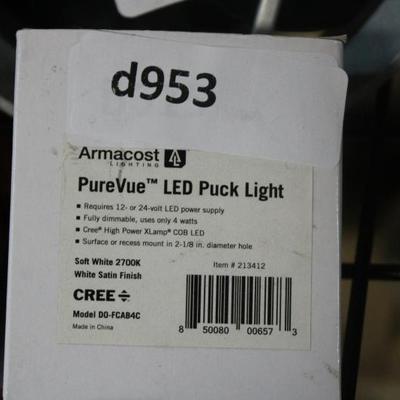 d953
Armacost
LIGHTING
PureVue™ LED Puck Light
▪ Requires 12- or 24-volt LED power supply
▪ Fully dimmable, uses only 4 watts
▪ Cree® High Power XLamp® COB LED
▪ Surface or recess mount in 2-1/8 in. diameter hole
Soft White 2700K
Item # 213412
White Satin Finish
CREE
Model DO-FCAB4C
Made in China
8 50080 00657 3